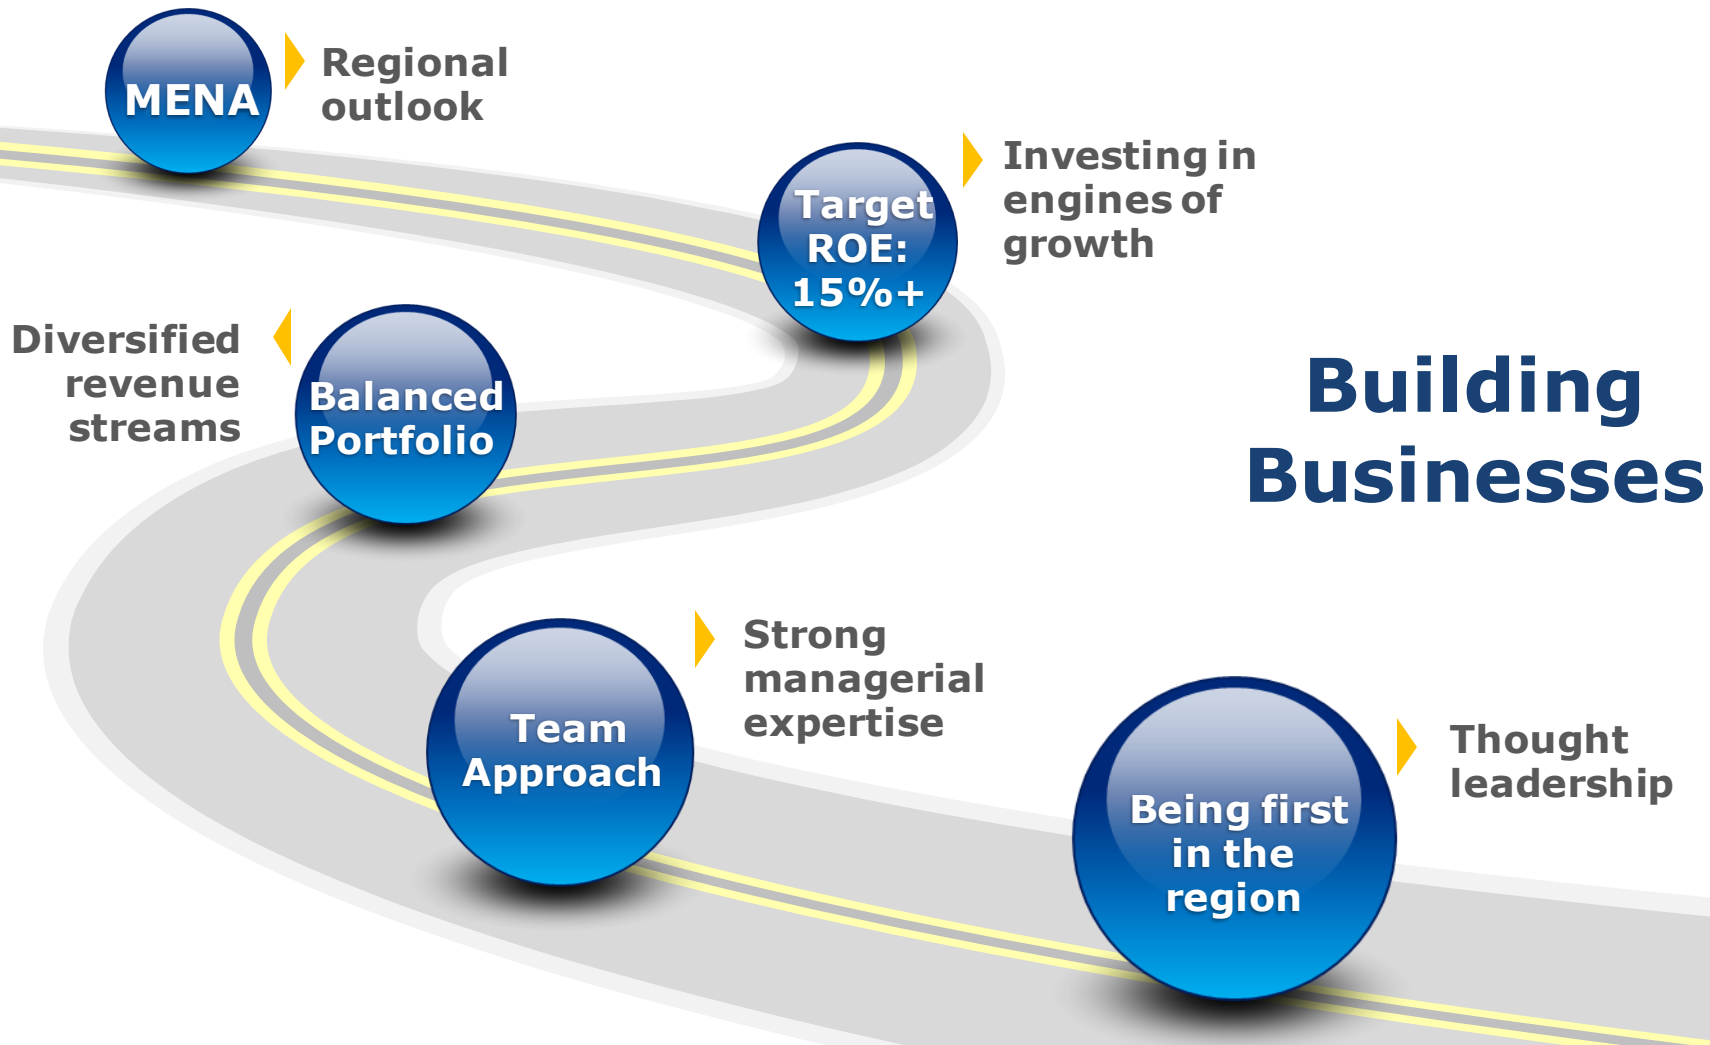 MENA
Regional
outlook
Target
ROE:
15%+
Investing in
engines of
growth
Diversified
revenue
streams
Balanced
Portfolio
Building
Businesses
Team
Approach
Strong
managerial
expertise
Being first
in the
region
Thought
leadership